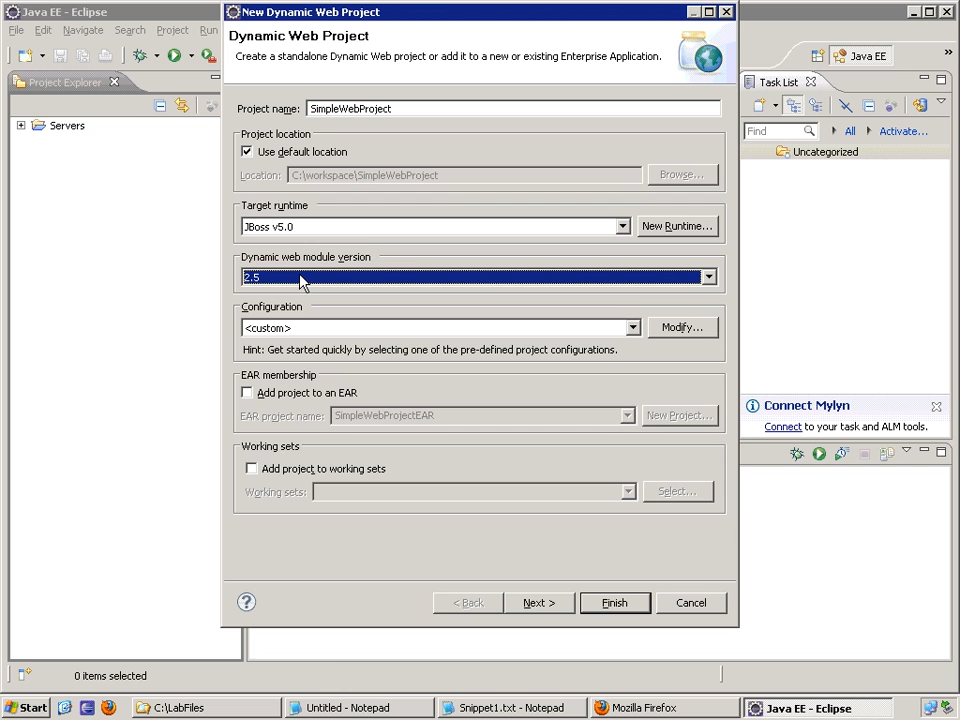 Java EE - Eclipse
File Edit Navigate Search Project Run
Project Explorer
Servers
0 items selected
New Dynamic Web Project
Dynamic Web Project
Create a standalone Dynamic Web project or add it to a new or existing Enterprise Application.
Project name: SimpleWebProject
Project location
Use default location
Location: C:\workspace\SimpleWebProject Browse...
Target runtime
JBoss v5.0 New Runtime...
Dynamic web module version
2.5
Configuration
<custom> Modify...
Hint: Get started quickly by selecting one of the pre-defined project configurations.
EAR membership
Add project to an EAR
EAR project name: SimpleWebProjectEAR New Project...
Working sets
Add project to working sets
Working sets: Select...
? < Back Next > Finish Cancel
Java EE
Task List
Find All Activate...
Uncategorized
Connect Mylyn
Connect to your task and ALM tools.
Start C:\LabFiles Untitled - Notepad Snippet1.txt - Notepad Mozilla Firefox Java EE - Eclipse